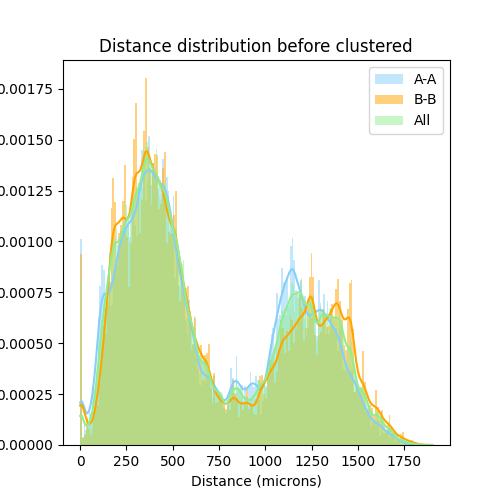 Distance distribution before clustered
A-A
B-B
All
0.00175
0.00150
0.00125
0.00100
0.00075
0.00050
0.00025
0.00000
0 250 500 750 1000 1250 1500 1750
Distance (microns)